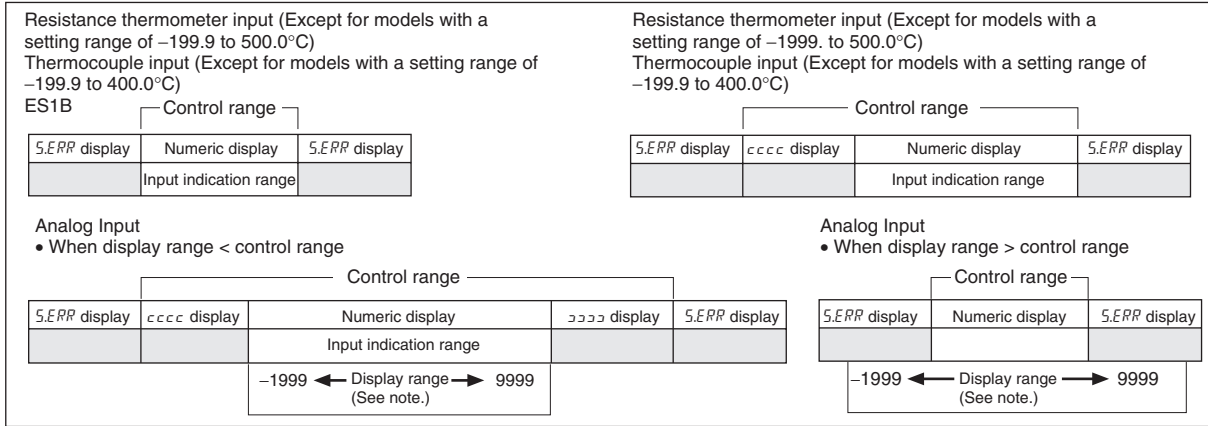 Resistance thermometer input (Except for models with a
setting range of –199.9 to 500.0°C)
Thermocouple input (Except for models with a setting range of
–199.9 to 400.0°C)
ES1B
Control range
S.ERR display Numeric display S.ERR display
Input indication range
Resistance thermometer input (Except for models with a
setting range of –1999. to 500.0°C)
Thermocouple input (Except for models with a setting range of
–199.9 to 400.0°C)
Control range
S.ERR display cccc display Numeric display S.ERR display
Input indication range
Analog Input
• When display range < control range
Control range
S.ERR display cccc display Numeric display ɔɔɔɔ display S.ERR display
Input indication range
–1999 Display range 9999
(See note.)
Analog Input
• When display range > control range
Control range
S.ERR display Numeric display S.ERR display
–1999 Display range 9999
(See note.)